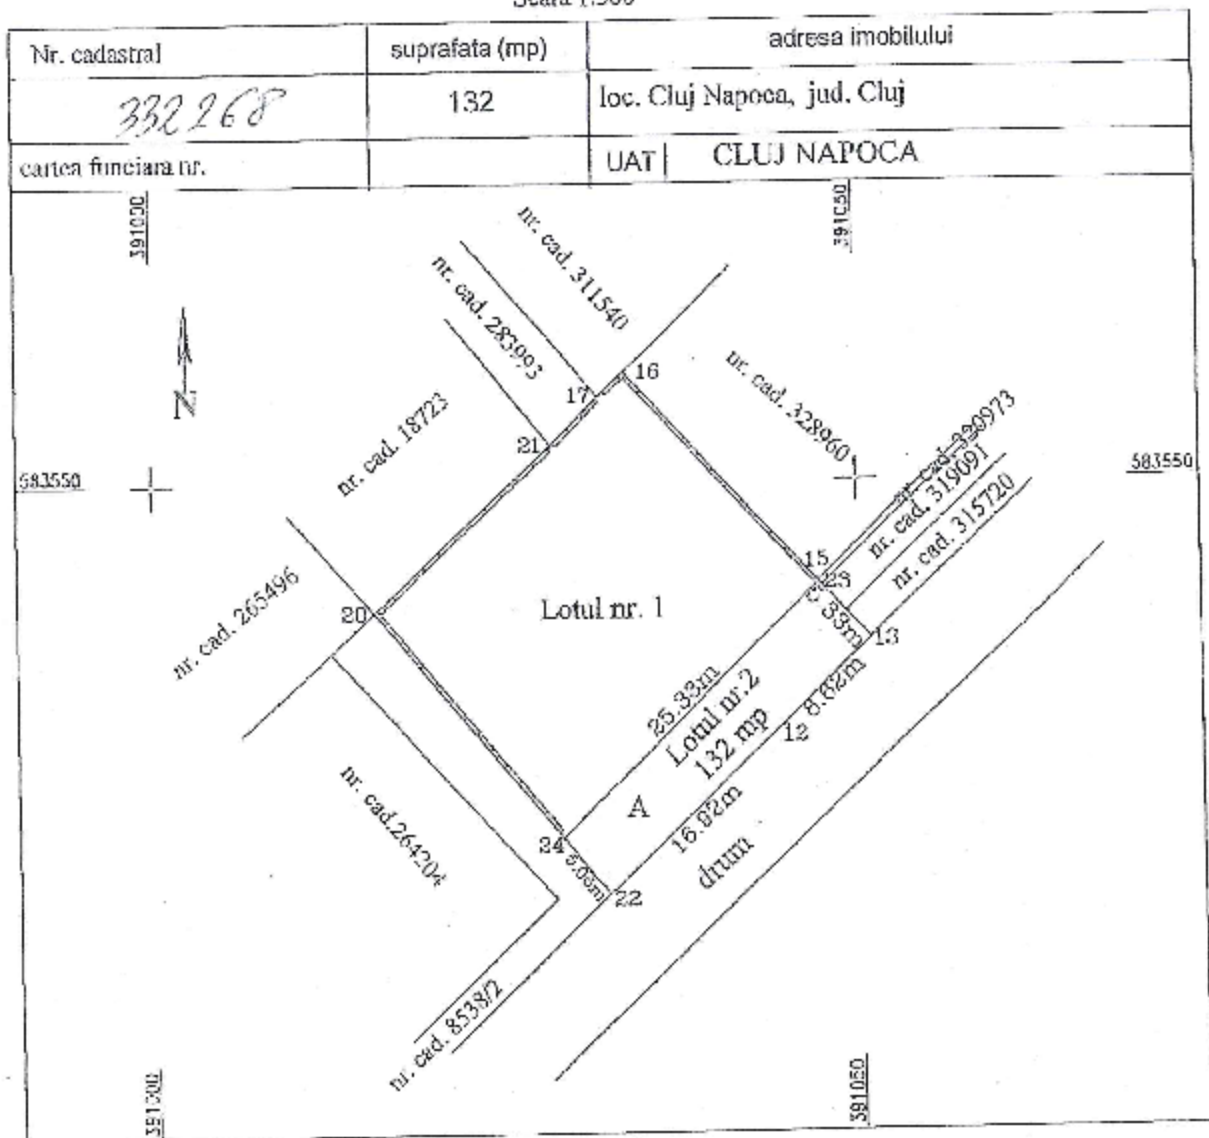 Nr. cadastral suprafata (mp) adresa imobilului
332268 132 loc. Cluj Napoca, jud. Cluj
cartea funciara nr. UAT CLUJ NAPOCA
391000
391050
nr. cad. 311540
nr. cad. 283993
nr. cad. 18723
17
16
21
N
nr. cad. 328960
nr. cad. 319091
nr. cad. 315720
583550
583550
15
23
13
20
nr. cad. 265496
Lotul nr. 1
25.33m
Lotul nr.2
132 mp
8.62m
12
A
16.92m
drum
nr. cad.264204
24
22
nr. cad. 8538/2
391000
391050